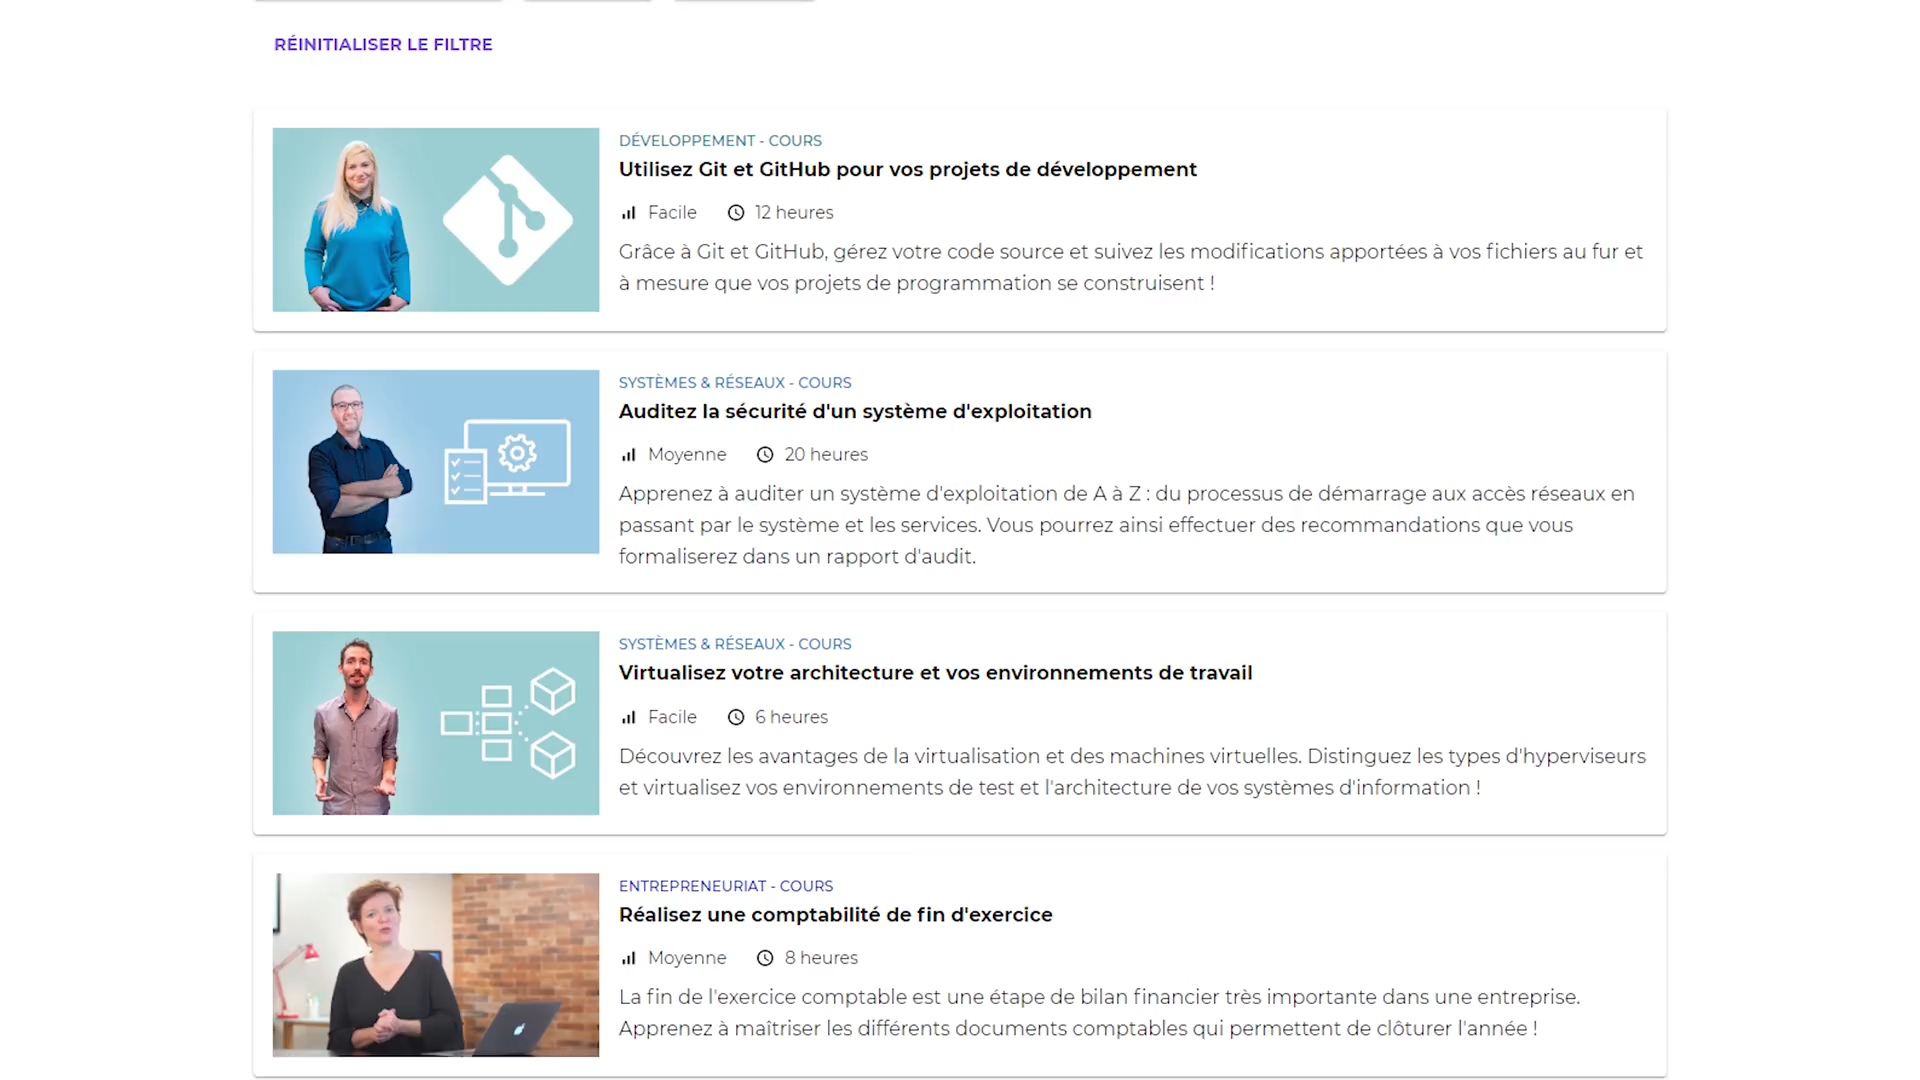 RÉINITIALISER LE FILTRE
DÉVELOPPEMENT - COURS
Utilisez Git et GitHub pour vos projets de développement
Facile 12 heures
Grâce à Git et GitHub, gérez votre code source et suivez les modifications apportées à vos fichiers au fur et
à mesure que vos projets de programmation se construisent !
SYSTÈMES & RÉSEAUX - COURS
Auditez la sécurité d'un système d'exploitation
Moyenne 20 heures
Apprenez à auditer un système d'exploitation de A à Z : du processus de démarrage aux accès réseaux en
passant par le système et les services. Vous pourrez ainsi effectuer des recommandations que vous
formaliserez dans un rapport d'audit.
SYSTÈMES & RÉSEAUX - COURS
Virtualisez votre architecture et vos environnements de travail
Facile 6 heures
Découvrez les avantages de la virtualisation et des machines virtuelles. Distinguez les types d'hyperviseurs
et virtualisez vos environnements de test et l'architecture de vos systèmes d'information !
ENTREPRENEURIAT - COURS
Réalisez une comptabilité de fin d'exercice
Moyenne 8 heures
La fin de l'exercice comptable est une étape de bilan financier très importante dans une entreprise.
Apprenez à maîtriser les différents documents comptables qui permettent de clôturer l'année !